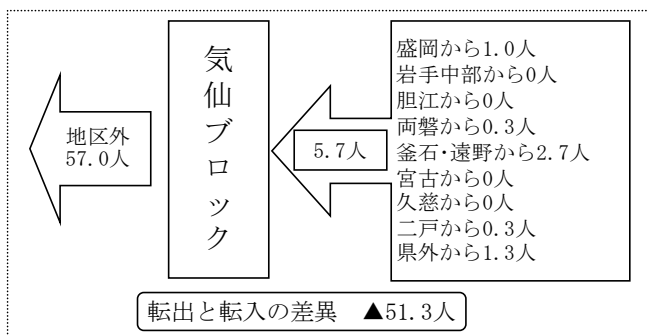 地区外
57.0人
気仙ブロック
5.7人
盛岡から1.0人
岩手中部から0人
胆江から0人
両磐から0.3人
釜石・遠野から2.7人
宮古から0人
久慈から0人
二戸から0.3人
県外から1.3人
転出と転入の差異　▲51.3人